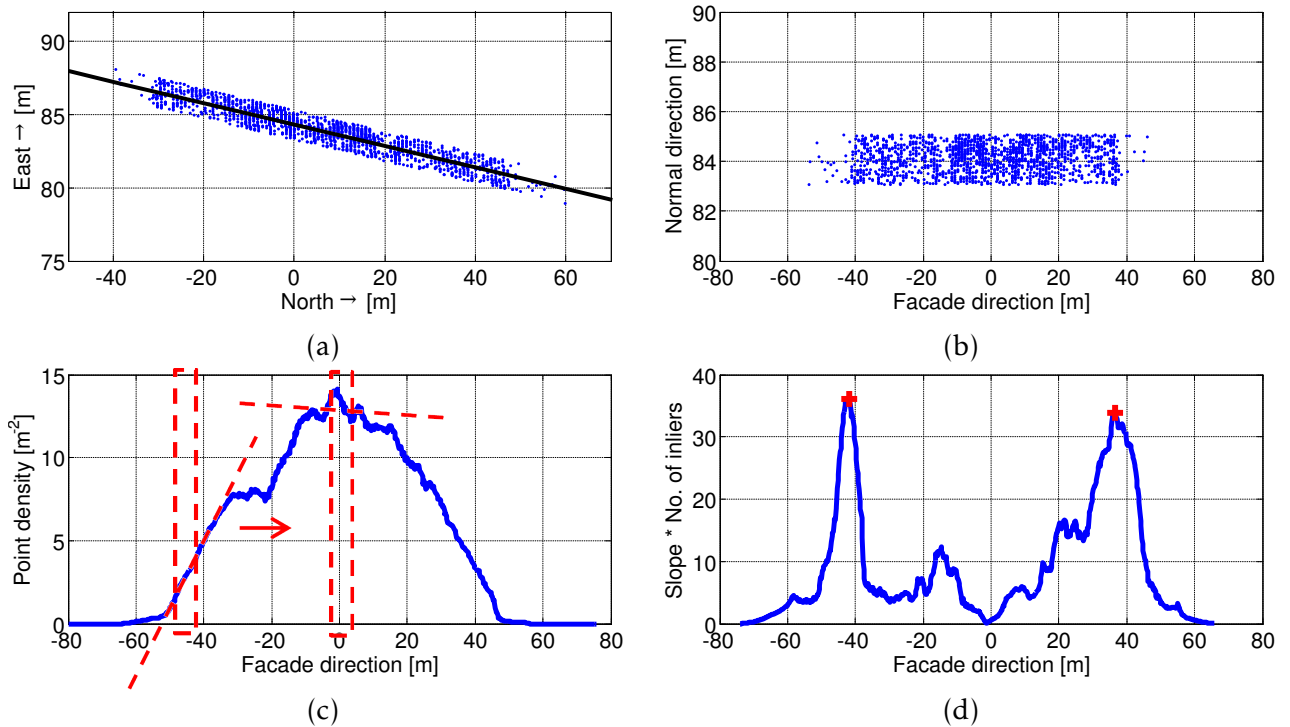 90
85
80
75
East → [m]
-40 -20 0 20 40 60
North → [m]
(a)
90
88
86
84
82
80
Normal direction [m]
-80 -60 -40 -20 0 20 40 60 80
Facade direction [m]
(b)
15
10
5
0
Point density [m-2]
-80 -60 -40 -20 0 20 40 60 80
Facade direction [m]
(c)
40
30
20
10
0
Slope * No. of inliers
-80 -60 -40 -20 0 20 40 60 80
Facade direction [m]
(d)